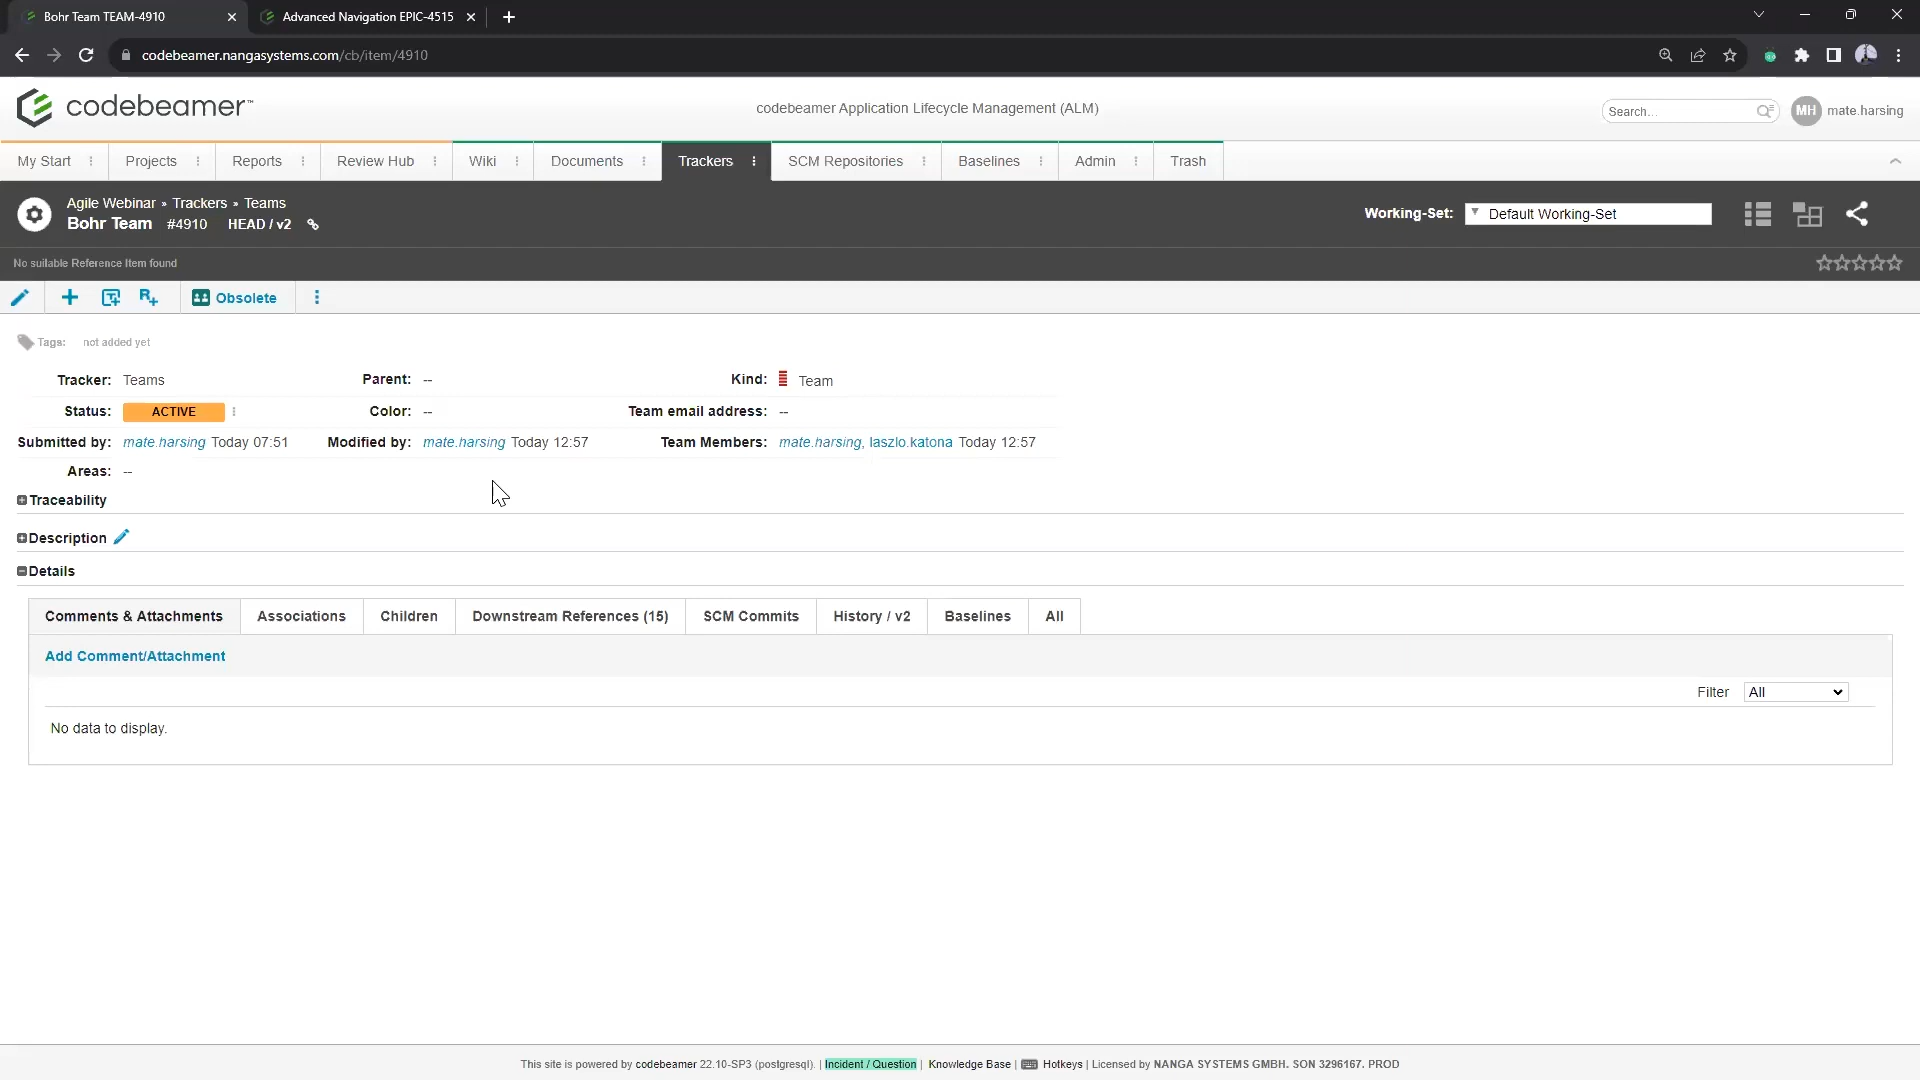 Bohr Team TEAM-4910
Advanced Navigation EPIC-4515
codebeamer.nangasystems.com/cb/item/4910
codebeamer™
codebeamer Application Lifecycle Management (ALM)
Search...
MH mate.harsing
My Start Projects Reports Review Hub Wiki Documents Trackers SCM Repositories Baselines Admin Trash
Agile Webinar » Trackers » Teams
Bohr Team #4910 HEAD / v2
Working-Set: Default Working-Set
No suitable Reference Item found
R+ Obsolete
Tags: not added yet
Tracker: Teams Parent: -- Kind: Team
Status: ACTIVE Color: -- Team email address: --
Submitted by: mate.harsing Today 07:51 Modified by: mate.harsing Today 12:57 Team Members: mate.harsing, laszlo.katona Today 12:57
Areas: --
Traceability
Description
Details
Comments & Attachments Associations Children Downstream References (15) SCM Commits History / v2 Baselines All
Add Comment/Attachment
Filter All
No data to display.
This site is powered by codebeamer 22.10-SP3 (postgresql). | Incident / Question | Knowledge Base | Hotkeys | Licensed by NANGA SYSTEMS GMBH. SON 3296167. PROD